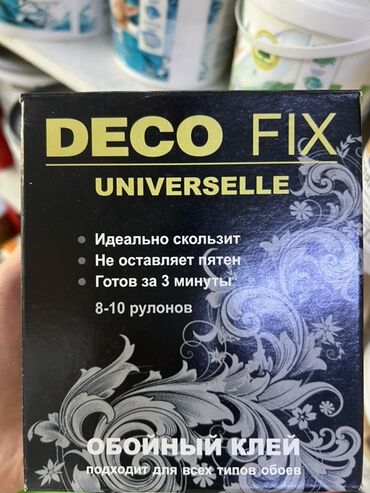 DECO FIX
UNIVERSELLE
Идеально скользит
Не оставляет пятен
Готов за 3 минуты
8-10 рулонов
ОБОЙНЫЙ КЛЕЙ
подходит для всех типов обоев